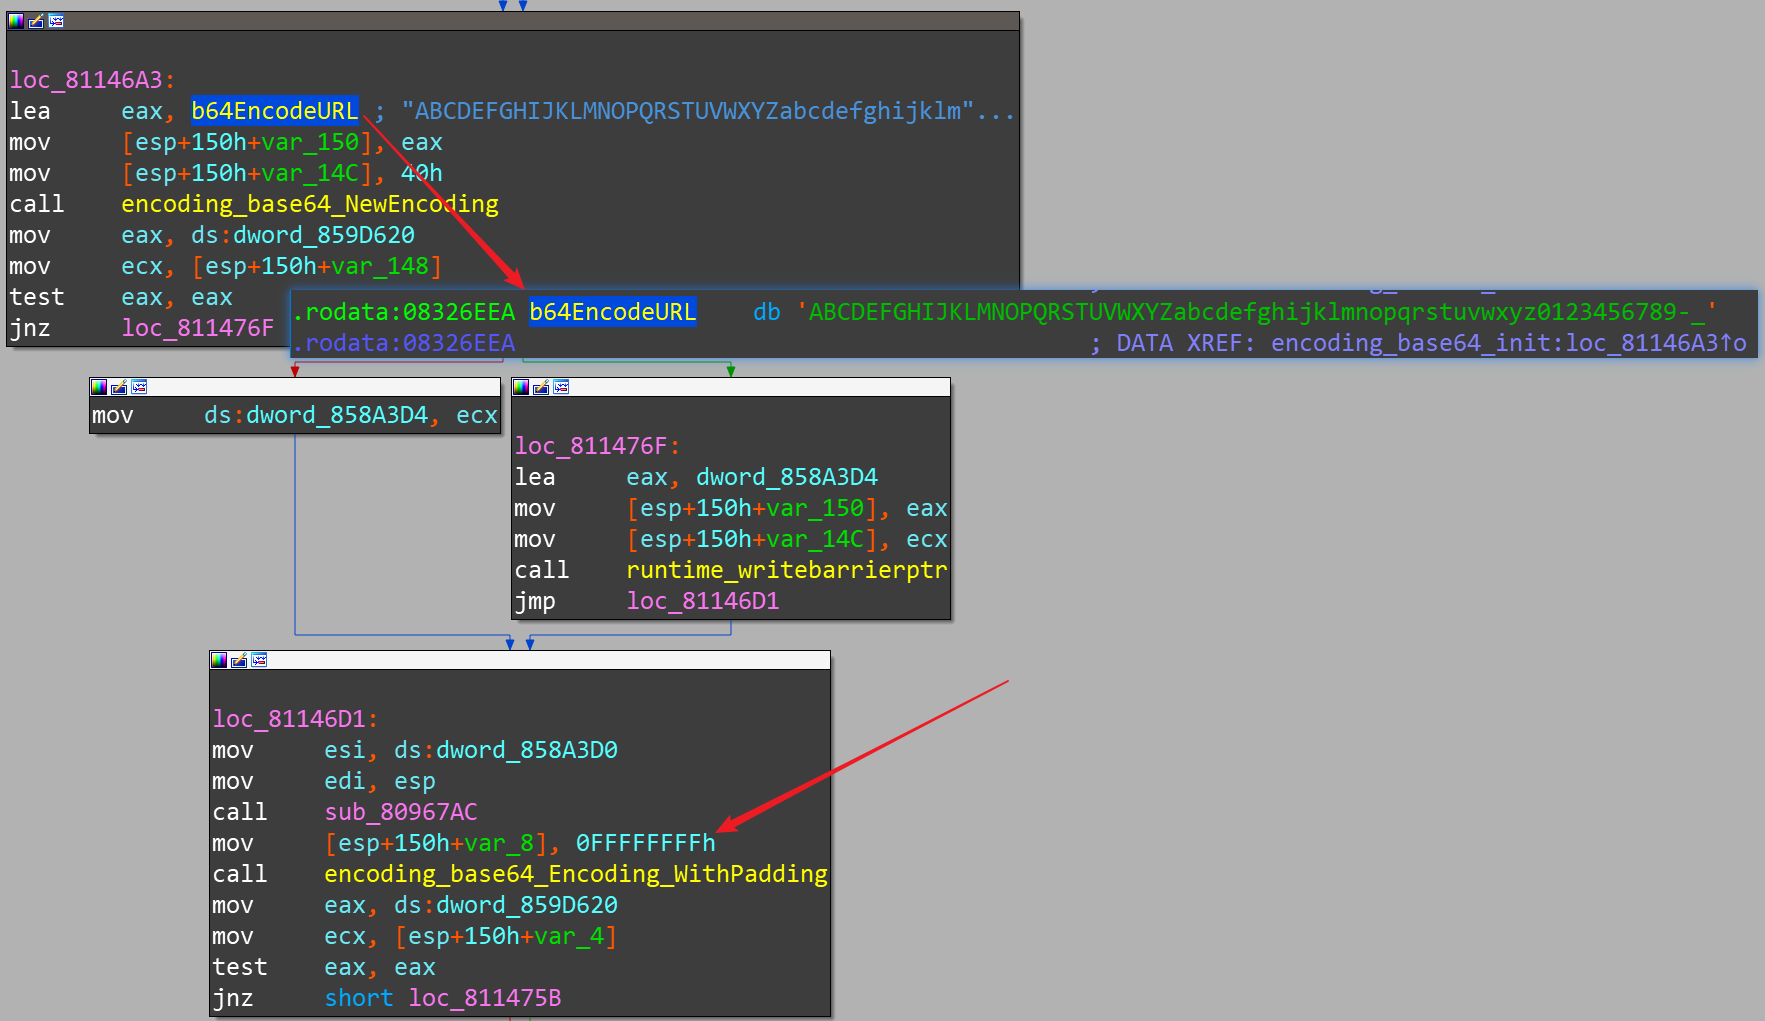 loc_81146A3:
lea eax, b64EncodeURL ; "ABCDEFGHIJKLMNOPQRSTUVWXYZabcdefghijklm"...
mov [esp+150h+var_150], eax
mov [esp+150h+var_14C], 40h
call encoding_base64_NewEncoding
mov eax, ds:dword_859D620
mov ecx, [esp+150h+var_148]
test eax, eax
jnz loc_811476F
.rodata:08326EEA b64EncodeURL db 'ABCDEFGHIJKLMNOPQRSTUVWXYZabcdefghijklmnopqrstuvwxyz0123456789-_'
.rodata:08326EEA ; DATA XREF: encoding_base64_init:loc_81146A3↑o
mov ds:dword_858A3D4, ecx
loc_811476F:
lea eax, dword_858A3D4
mov [esp+150h+var_150], eax
mov [esp+150h+var_14C], ecx
call runtime_writebarrierptr
jmp loc_81146D1
loc_81146D1:
mov esi, ds:dword_858A3D0
mov edi, esp
call sub_80967AC
mov [esp+150h+var_8], 0FFFFFFFFh
call encoding_base64_Encoding_WithPadding
mov eax, ds:dword_859D620
mov ecx, [esp+150h+var_4]
test eax, eax
jnz short loc_811475B